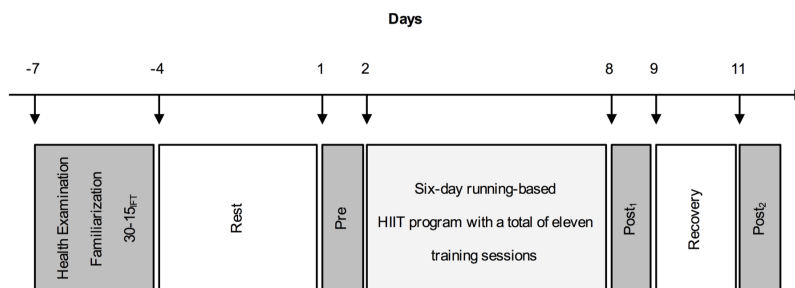 Days
-7 -4 1 2 8 9 11
Health Examination
Familiarization
30-15IFT
Rest
Pre
Six-day running-based
HIIT program with a total of eleven
training sessions
Post1
Recovery
Post2